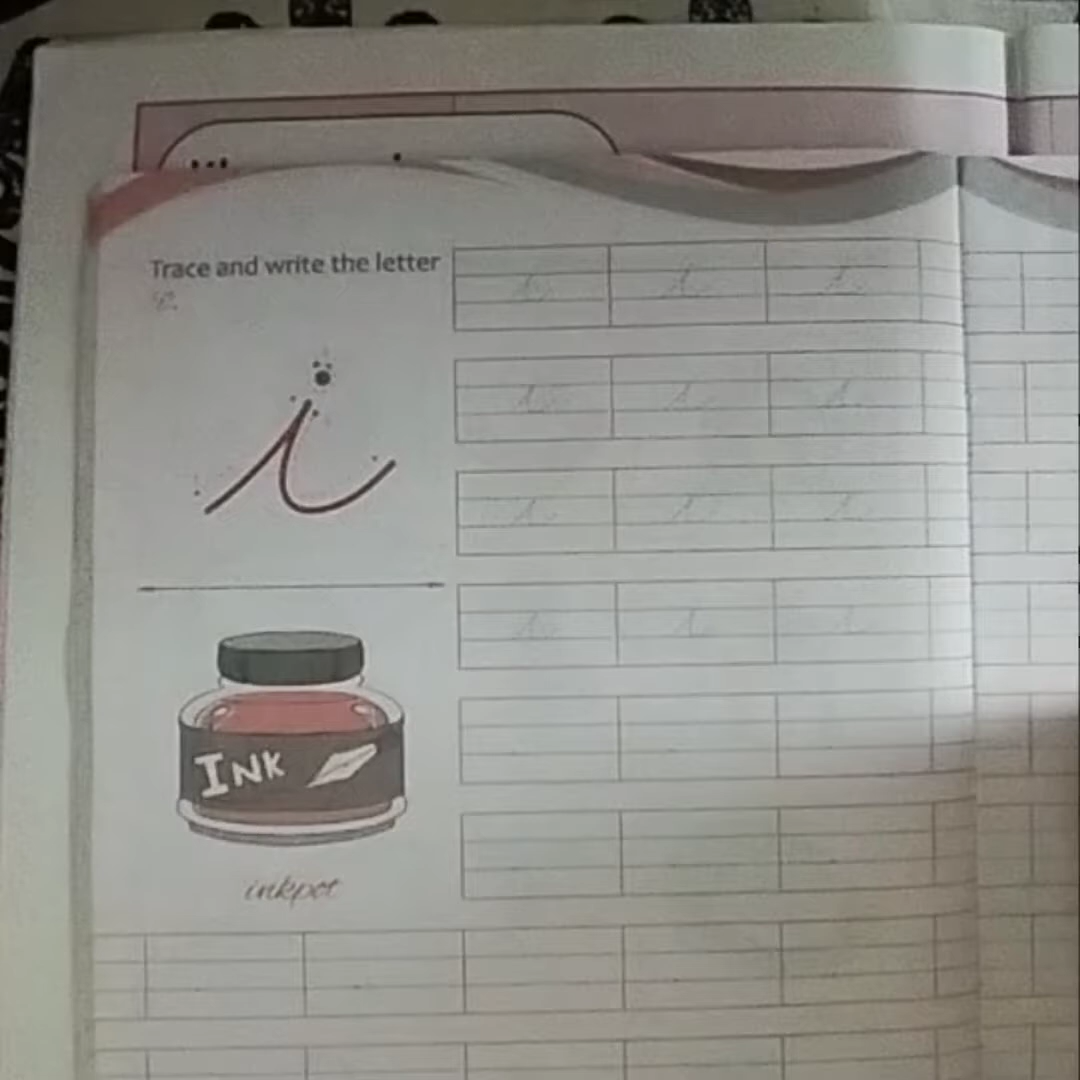 Trace and write the letter
i
INK
inkpot